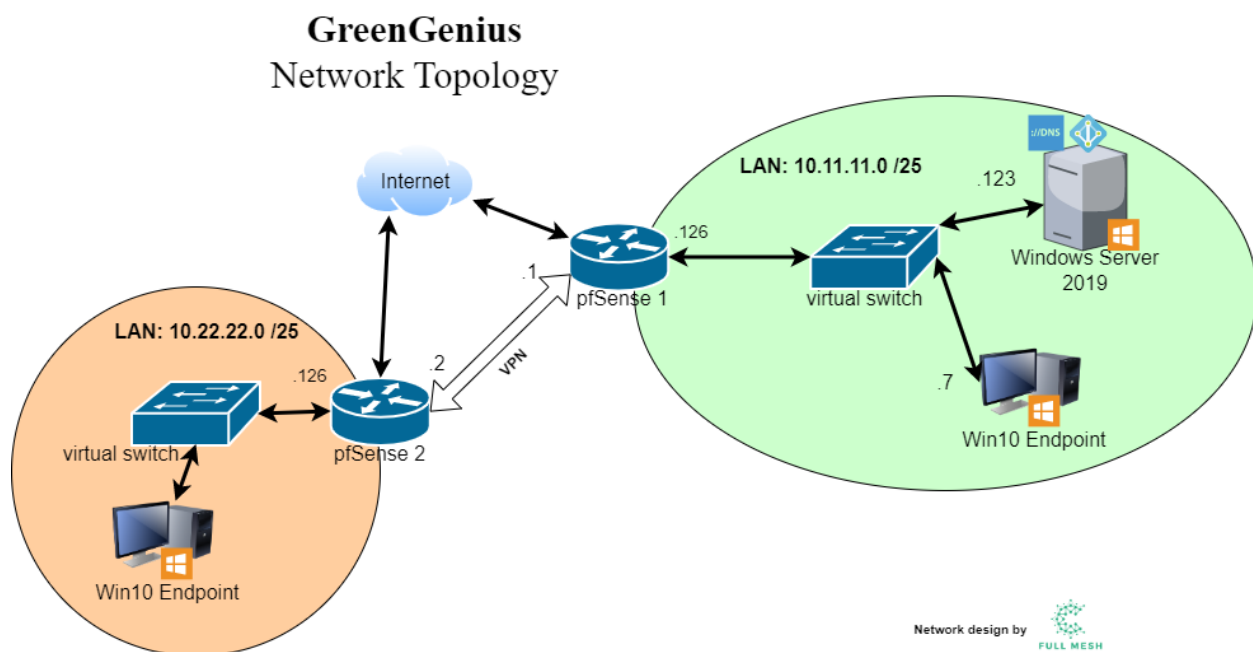 GreenGenius
Network Topology
://DNS
LAN: 10.11.11.0 /25
.123
Internet
.126
Windows Server
2019
.1
pfSense 1
virtual switch
LAN: 10.22.22.0 /25
.2
VPN
.126
.7
Win10 Endpoint
virtual switch
pfSense 2
Win10 Endpoint
Network design by
FULL MESH